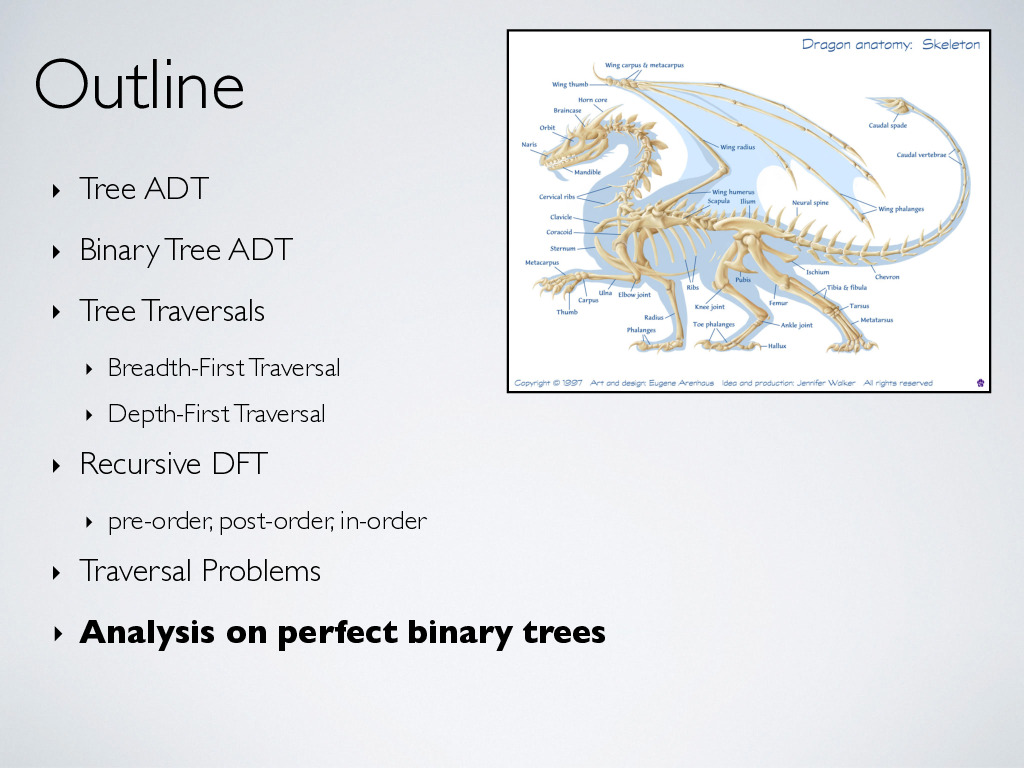 Outline
Tree ADT
Binary Tree ADT
Tree Traversals
Breadth-First Traversal
Depth-First Traversal
Recursive DFT
pre-order, post-order, in-order
Traversal Problems
Analysis on perfect binary trees
Dragon anatomy: Skeleton
Wing carpus & metacarpus
Wing thumb
Horn core
Braincase
Orbit
Naris
Mandible
Caudal spade
Caudal vertebrae
Wing radius
Cervical ribs
Wing humerus
Scapula
Ilium
Neural spine
Wing phalanges
Clavicle
Coracoid
Sternum
Metacarpus
Thumb
Carpus
Ulna
Elbow joint
Radius
Phalanges
Ribs
Knee joint
Toe phalanges
Pubis
Femur
Ischium
Chevron
Tibia & fibula
Tarsus
Metatarsus
Ankle joint
Hallux
Copyright © 1997 Art and design: Eugene Arenhaus Idea and production: Jennifer Walker All rights reserved